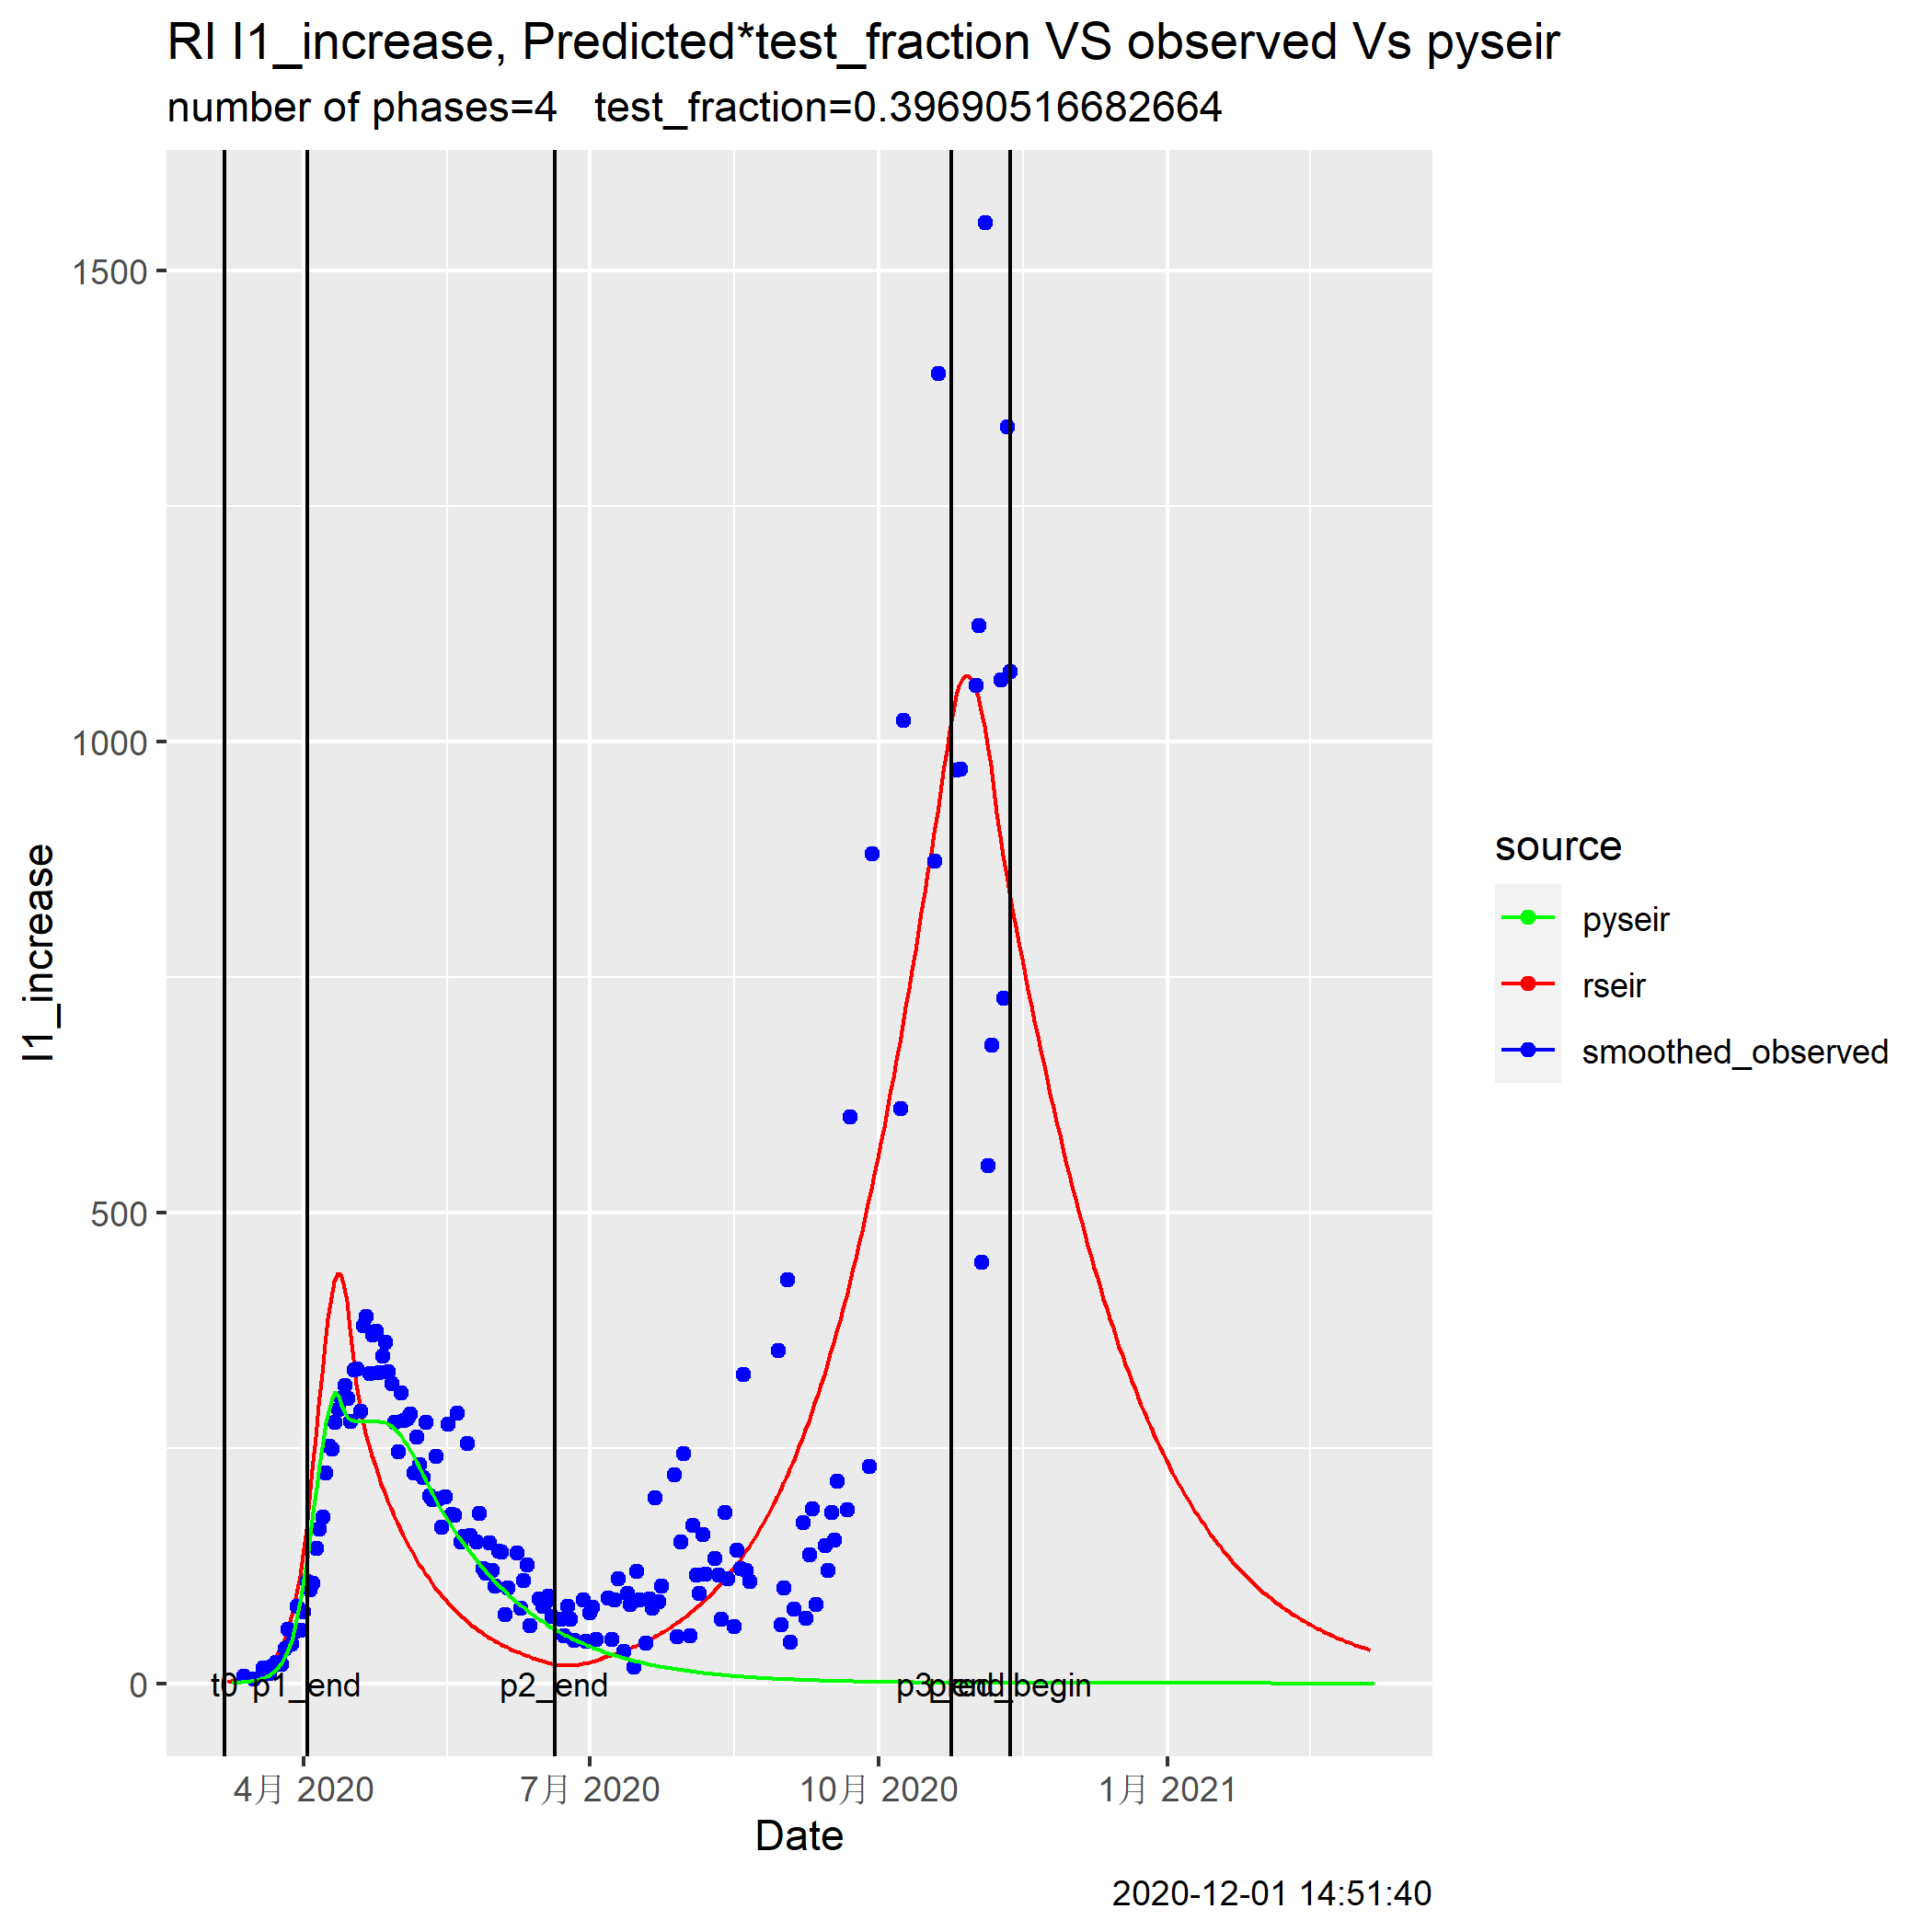 RI I1_increase, Predicted*test_fraction VS observed Vs pyseir
number of phases=4   test_fraction=0.39690516682664
I1_increase
1500
1000
500
0
t0 p1_end
p2_end
p3_end
pred_begin
4月 2020
7月 2020
10月 2020
1月 2021
Date
source
pyseir
rseir
smoothed_observed
2020-12-01 14:51:40